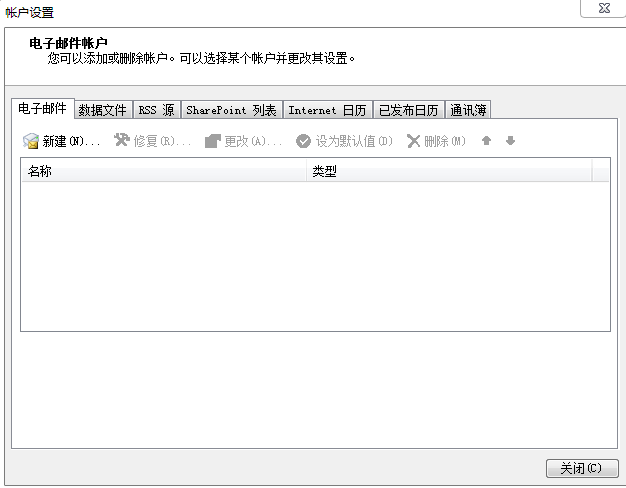 帐户设置
电子邮件帐户
您可以添加或删除帐户。可以选择某个帐户并更改其设置。
电子邮件 数据文件 RSS 源 SharePoint 列表 Internet 日历 已发布日历 通讯簿
新建(N)... 修复(R)... 更改(A)... 设为默认值(D) 删除(M)
名称 类型
关闭(C)